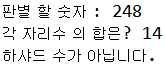 판별 할 숫자 : 248
각 자리수 의 합은? 14
하샤드 수가 아닙니다.